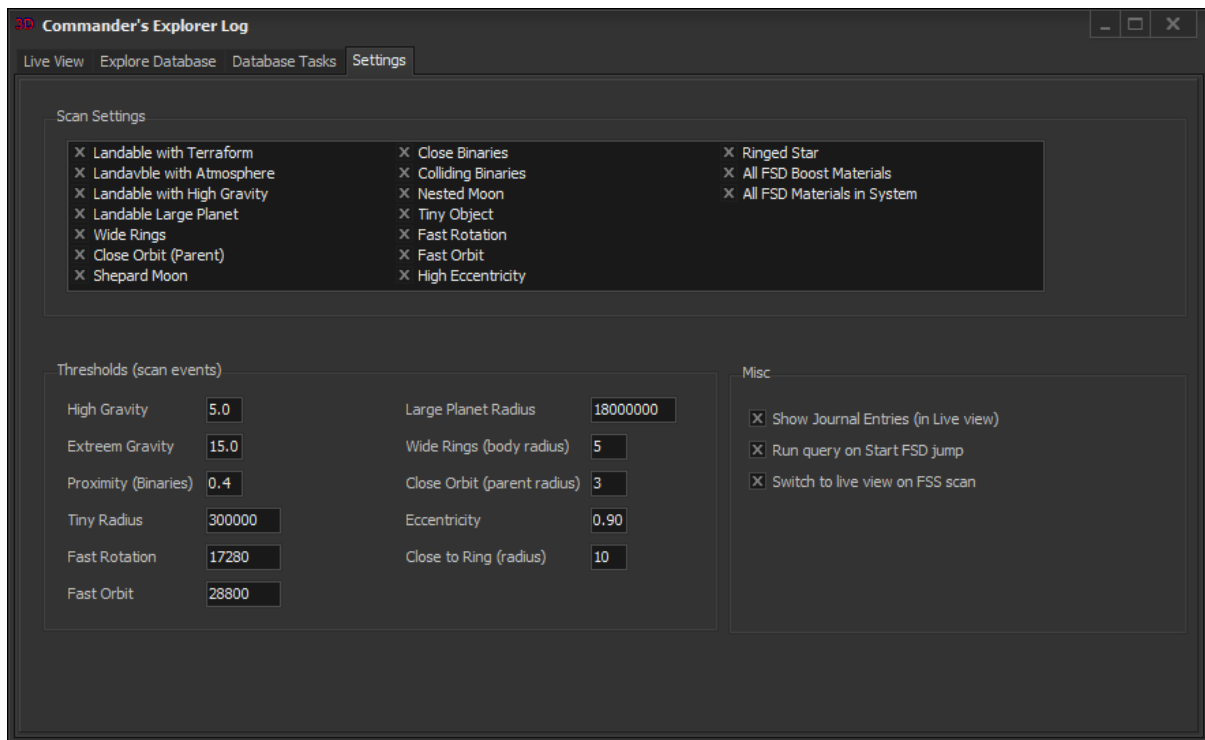 3D Commander's Explorer Log
Live View Explore Database Database Tasks Settings
Scan Settings
X Landable with Terraform
X Landavble with Atmosphere
X Landable with High Gravity
X Landable Large Planet
X Wide Rings
X Close Orbit (Parent)
X Shepard Moon
X Close Binaries
X Colliding Binaries
X Nested Moon
X Tiny Object
X Fast Rotation
X Fast Orbit
X High Eccentricity
X Ringed Star
X All FSD Boost Materials
X All FSD Materials in System
Thresholds (scan events)
High Gravity 5.0
Extreem Gravity 15.0
Proximity (Binaries) 0.4
Tiny Radius 300000
Fast Rotation 17280
Fast Orbit 28800
Large Planet Radius 18000000
Wide Rings (body radius) 5
Close Orbit (parent radius) 3
Eccentricity 0.90
Close to Ring (radius) 10
Misc
X Show Journal Entries (in Live view)
X Run query on Start FSD jump
X Switch to live view on FSS scan